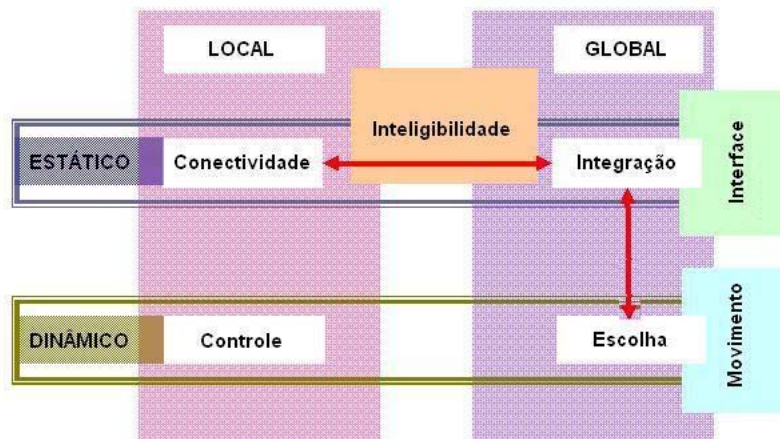 LOCAL
GLOBAL
Inteligibilidade
ESTÁTICO
Conectividade
Integração
Interface
DINÂMICO
Controle
Escolha
Movimento